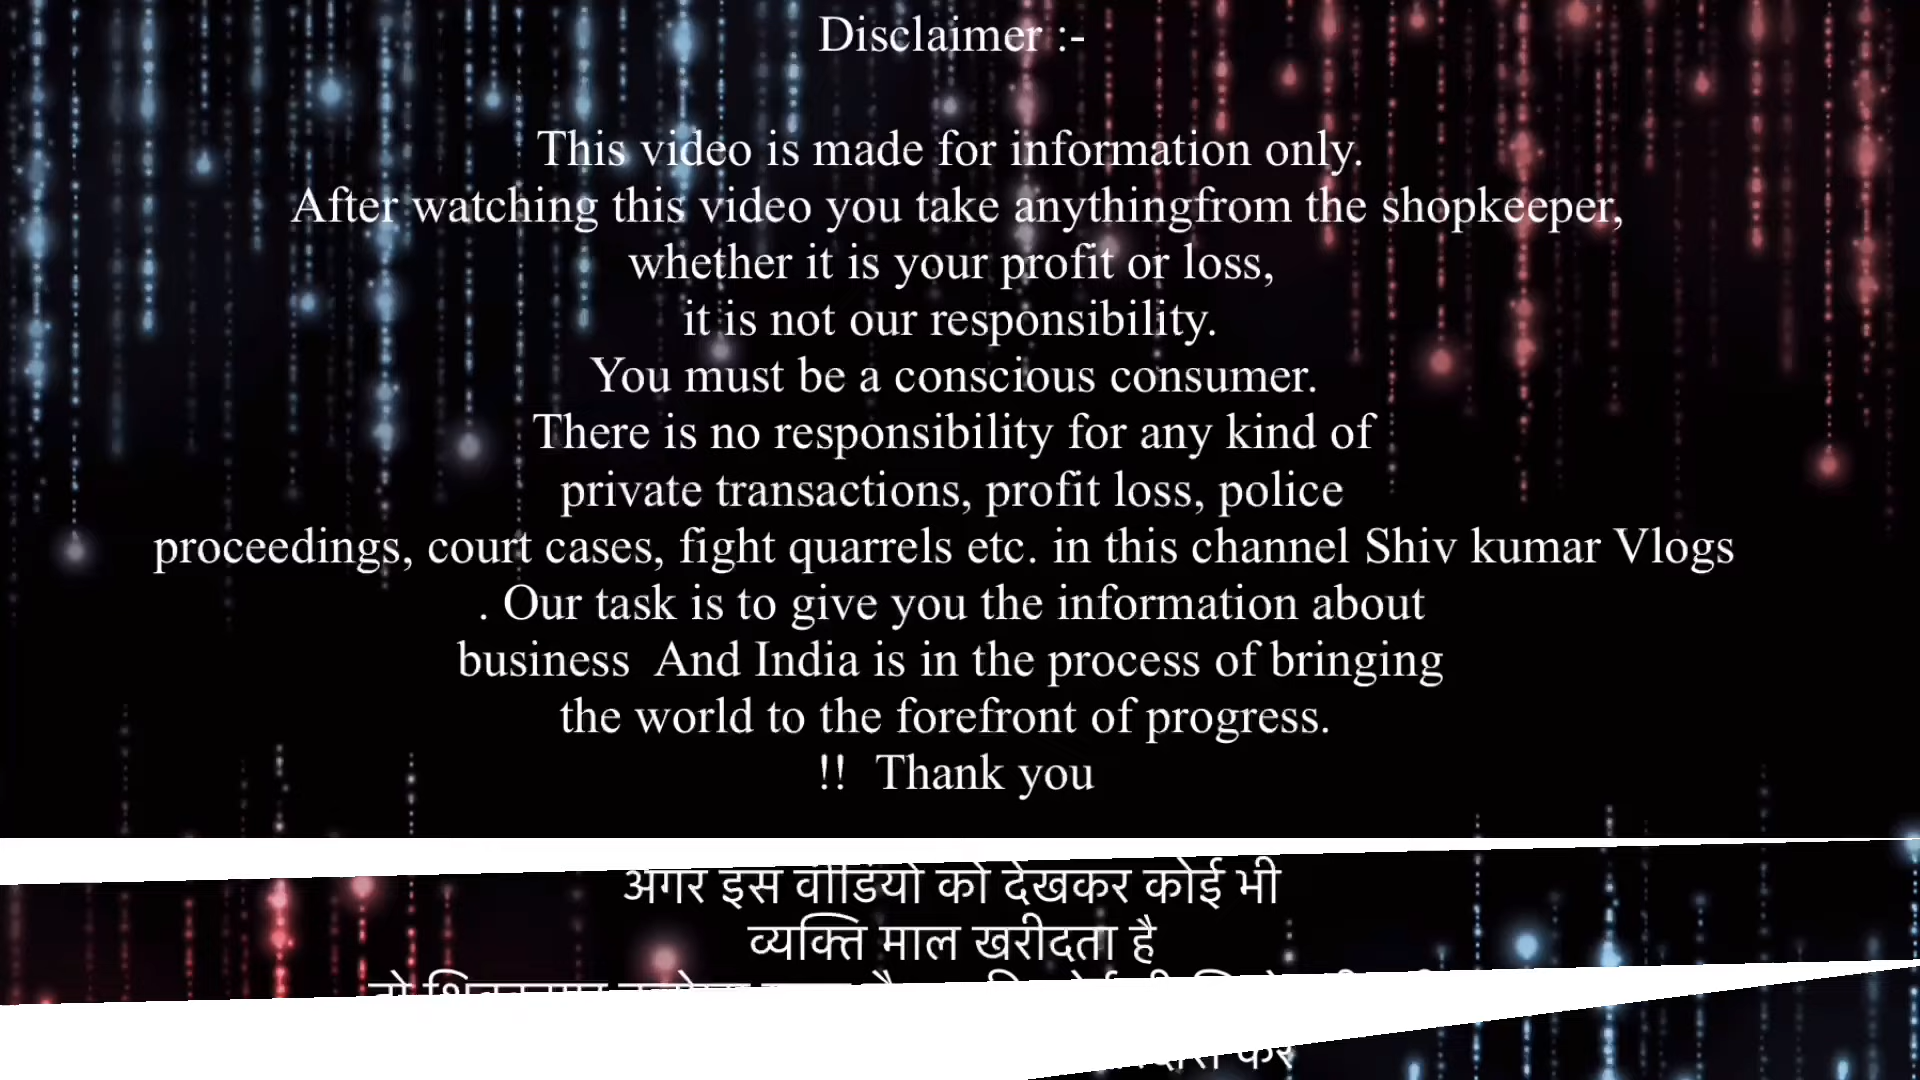 Disclaimer :-
This video is made for information only.
After watching this video you take anythingfrom the shopkeeper,
whether it is your profit or loss,
it is not our responsibility.
You must be a conscious consumer.
There is no responsibility for any kind of
private transactions, profit loss, police
proceedings, court cases, fight quarrels etc. in this channel Shiv kumar Vlogs
. Our task is to give you the information about
business  And India is in the process of bringing
the world to the forefront of progress.
!!  Thank you
अगर इस वीडियो को देखकर कोई भी
व्यक्ति माल खरीदता है